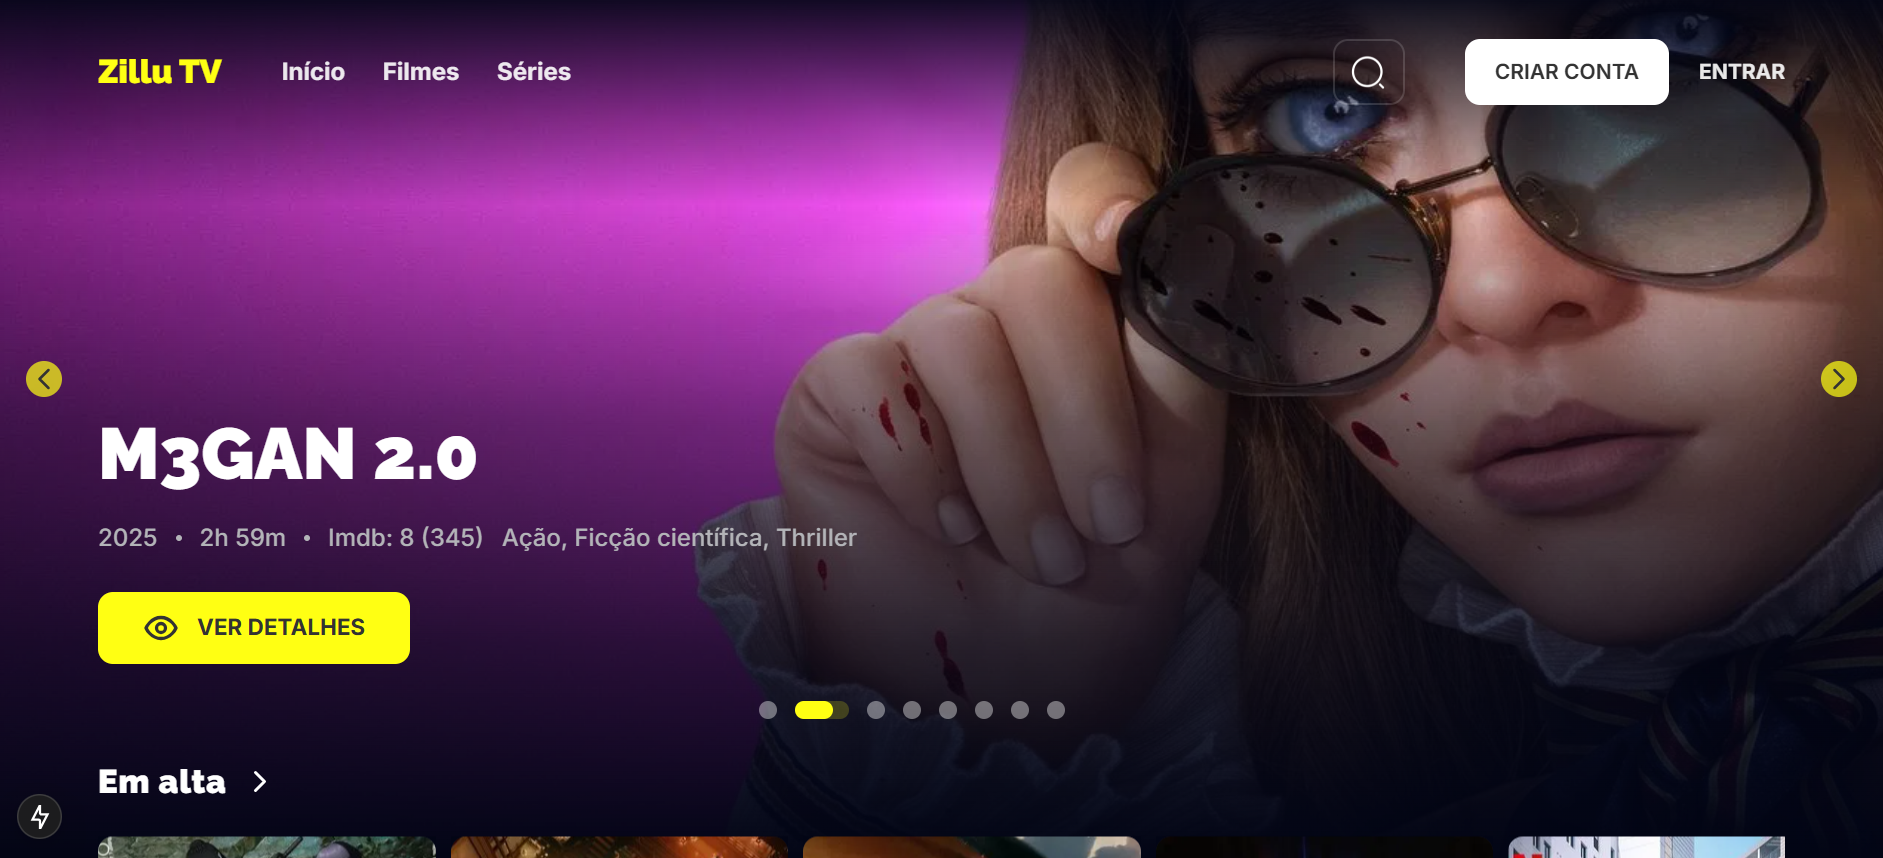 Zillu TV
Início
Filmes
Séries
CRIAR CONTA
ENTRAR
M3GAN 2.0
2025 • 2h 59m • Imdb: 8 (345) Ação, Ficção científica, Thriller
VER DETALHES
Em alta